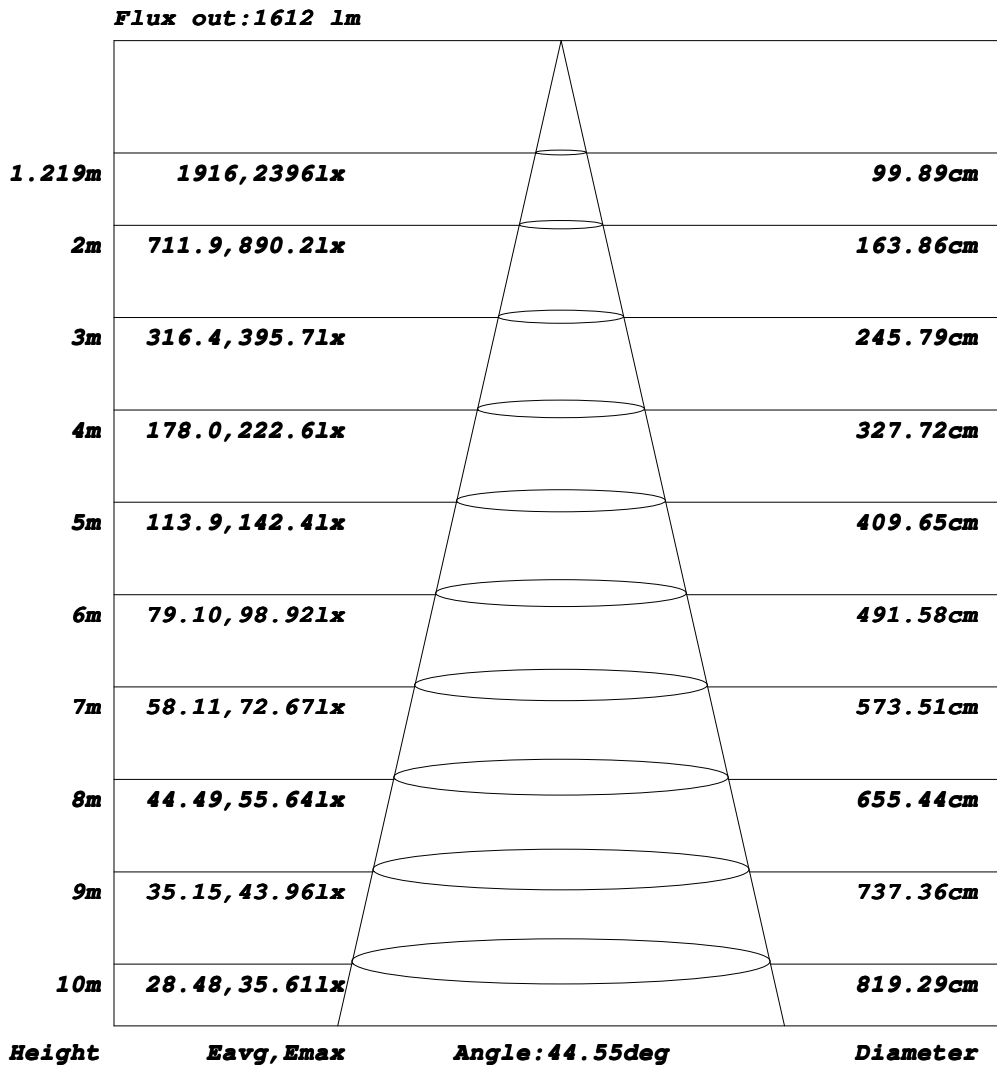 Flux out:1612 lm
1.219m 1916,2396lx 99.89cm
2m 711.9,890.2lx 163.86cm
3m 316.4,395.7lx 245.79cm
4m 178.0,222.6lx 327.72cm
5m 113.9,142.4lx 409.65cm
6m 79.10,98.92lx 491.58cm
7m 58.11,72.67lx 573.51cm
8m 44.49,55.64lx 655.44cm
9m 35.15,43.96lx 737.36cm
10m 28.48,35.61lx 819.29cm
Height Eavg,Emax Angle:44.55deg Diameter